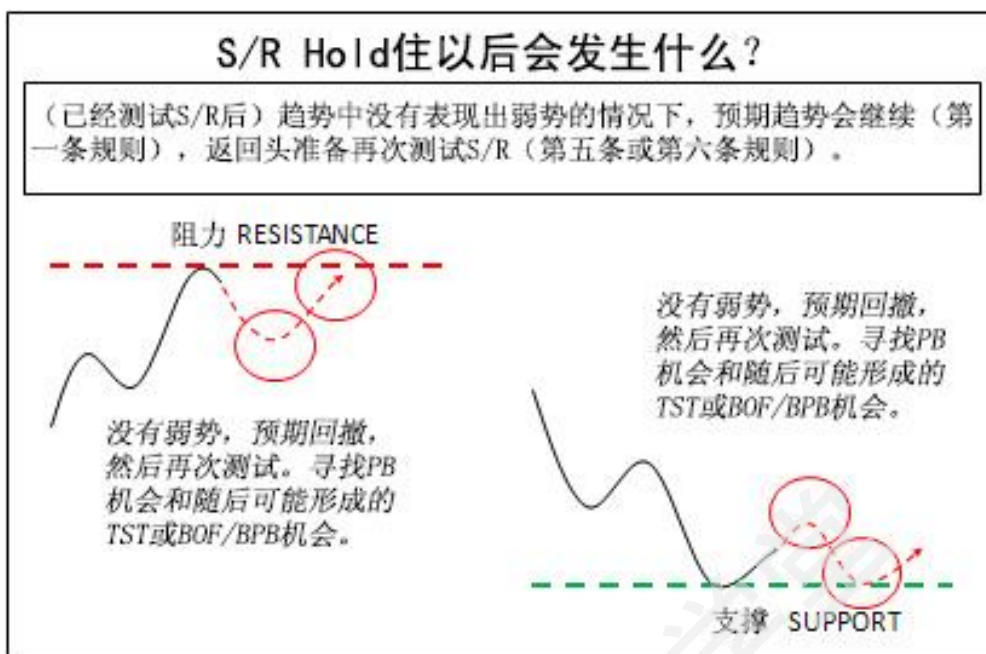 S/R Hold住以后会发生什么？
（已经测试S/R后）趋势中没有表现出弱势的情况下，预期趋势会继续（第
一条规则），返回头准备再次测试S/R（第五条或第六条规则）。
阻力 RESISTANCE
没有弱势，预期回撤，
然后再次测试。寻找PB
机会和随后可能形成的
TST或BOF/BPB机会。
没有弱势，预期回撤，
然后再次测试。寻找PB
机会和随后可能形成的
TST或BOF/BPB机会。
支撑 SUPPORT